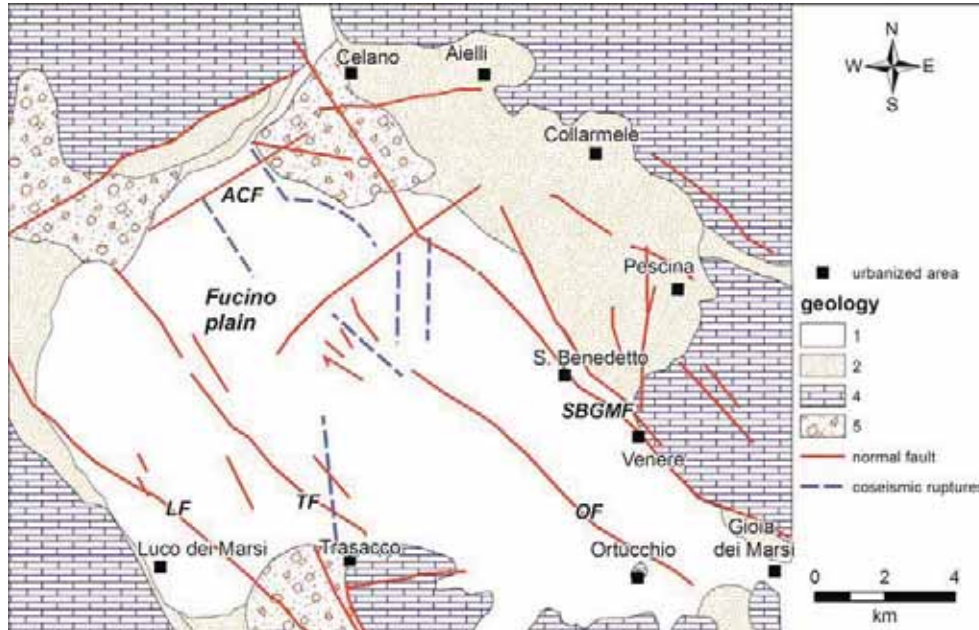 Celano
Aielli
N
W E
S
Collarmele
ACF
Pescina
Fucino
plain
S. Benedetto
SBGMF
Venere
LF
TF
OF
Luco dei Marsi
Trasacco
Ortucchio
Gioia
dei Marsi
urbanized area
geology
1
2
4
5
normal fault
coseismic ruptures
0 2 4
km